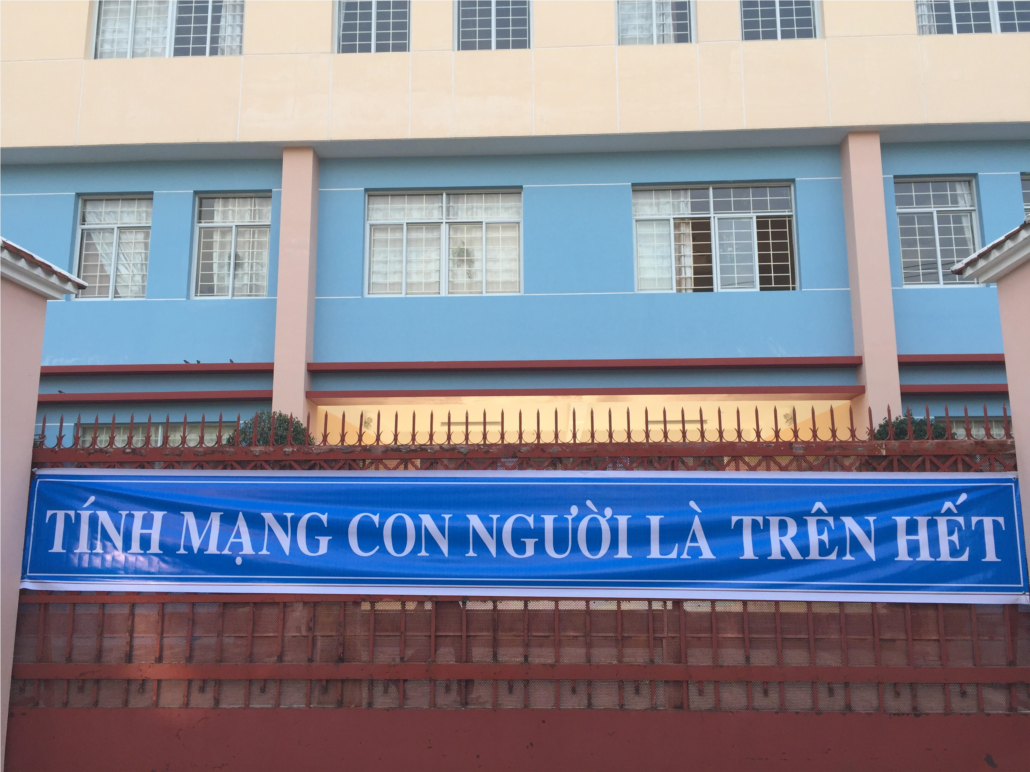 TÍNH MẠNG CON NGƯỜI LÀ TRÊN HẾT